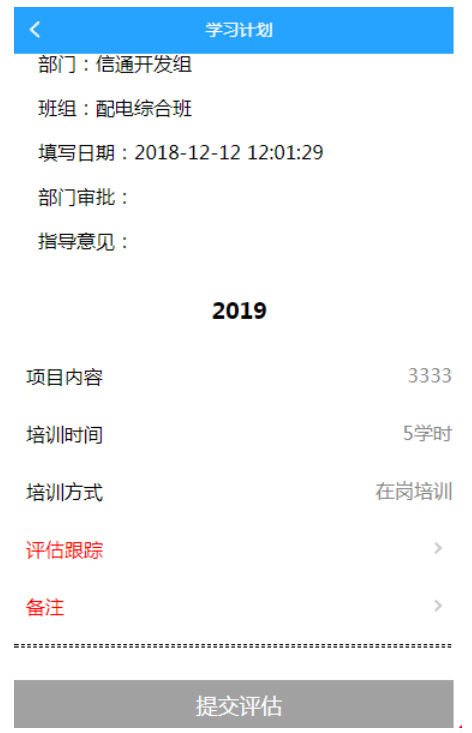 学习计划
部门：信通开发组
班组：配电综合班
填写日期：2018-12-12 12:01:29
部门审批：
指导意见：
2019
项目内容 3333
培训时间 5学时
培训方式 在岗培训
评估跟踪
备注
提交评估